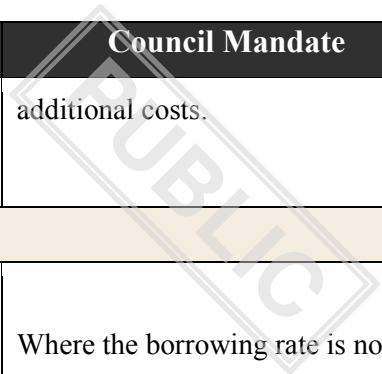 Council Mandate
additional costs.
PUBLIC
Where the borrowing rate is no